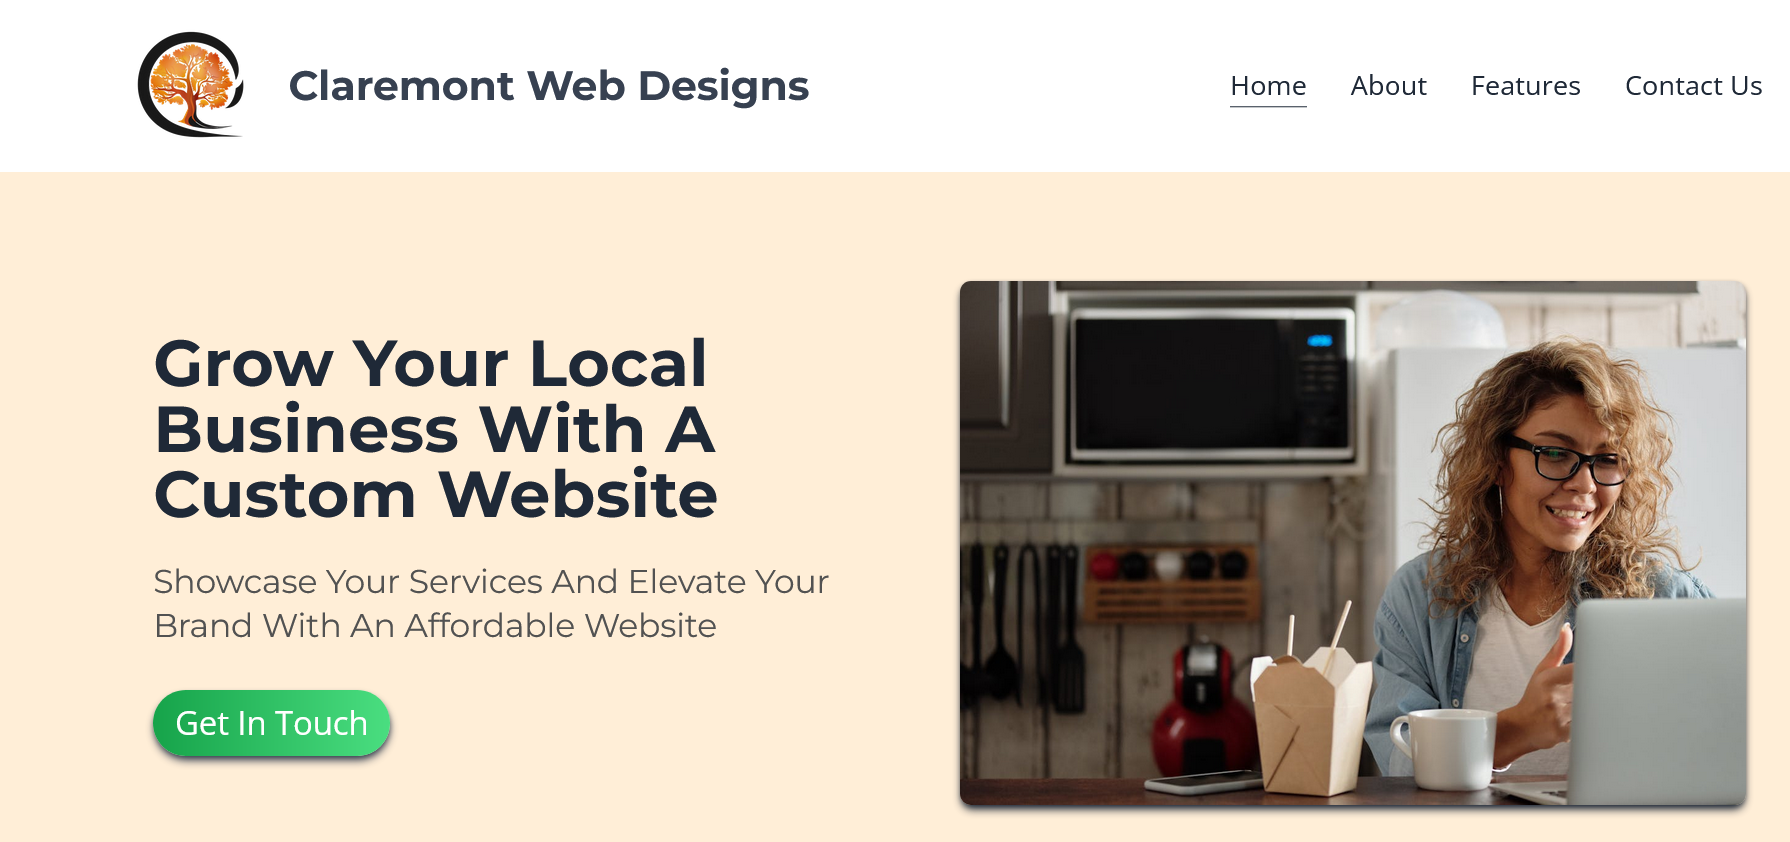 Claremont Web Designs
Home About Features Contact Us
Grow Your Local
Business With A
Custom Website
Showcase Your Services And Elevate Your
Brand With An Affordable Website
Get In Touch